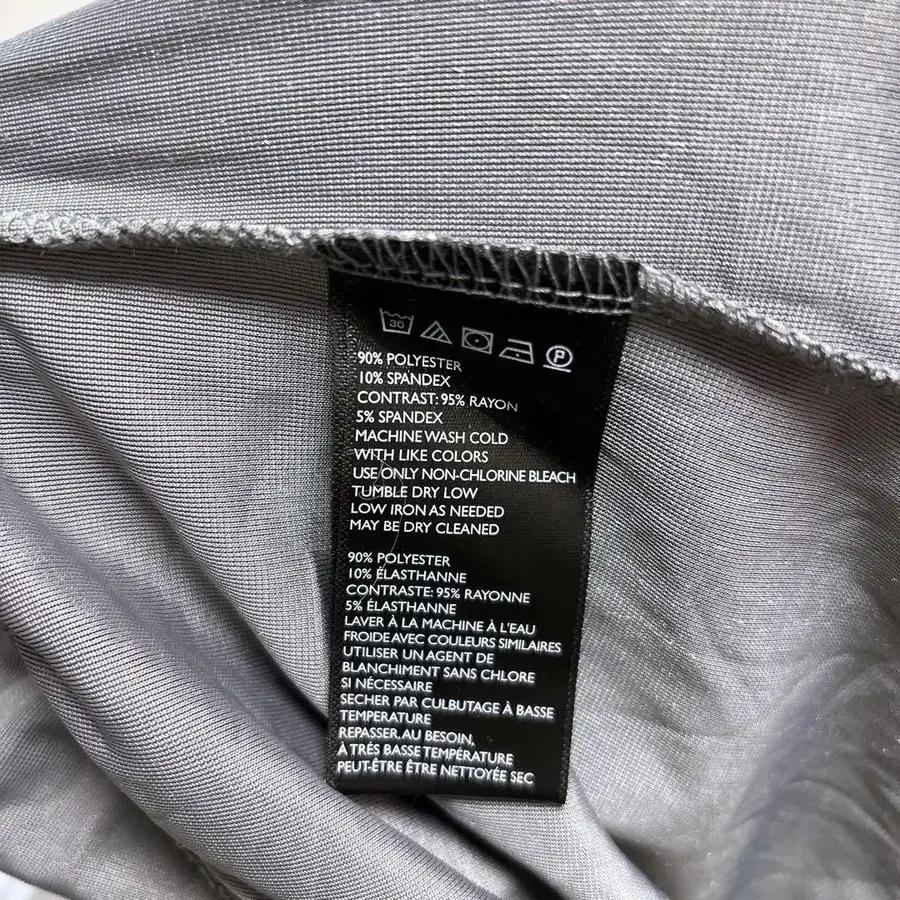 30 P
90% POLYESTER
10% SPANDEX
CONTRAST: 95% RAYON
5% SPANDEX
MACHINE WASH COLD
WITH LIKE COLORS
USE ONLY NON-CHLORINE BLEACH
TUMBLE DRY LOW
LOW IRON AS NEEDED
MAY BE DRY CLEANED
90% POLYESTER
10% ÉLASTHANNE
CONTRASTE: 95% RAYONNE
5% ÉLASTHANNE
LAVER À LA MACHINE À L'EAU
FROIDE AVEC COULEURS SIMILAIRES
UTILISER UN AGENT DE
BLANCHIMENT SANS CHLORE
SI NÉCESSAIRE
SECHER PAR CULBUTAGE À BASSE
TEMPERATURE
REPASSER, AU BESOIN,
À TRÉS BASSE TEMPÉRATURE
PEUT-ÊTRE ÊTRE NETTOYÉE SEC